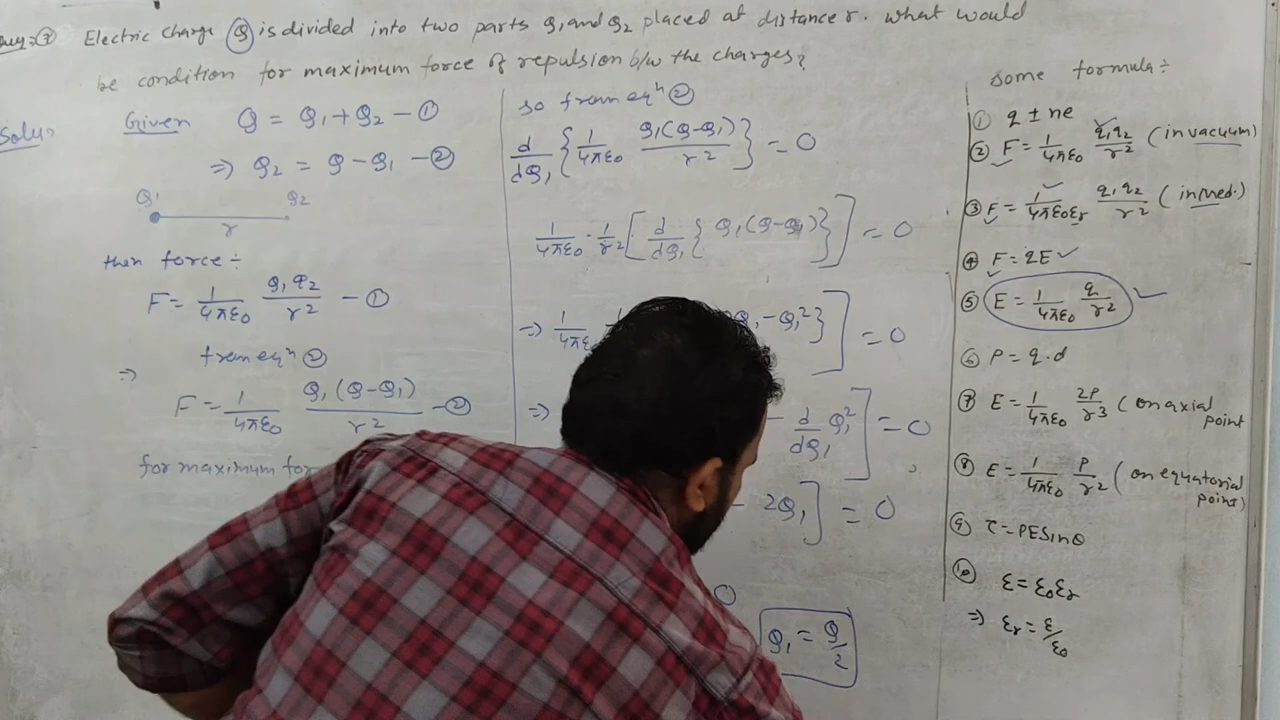 Ques:⑦ Electric charge Q is divided into two parts Q₁ and Q₂ placed at distance r. what would
be condition for maximum force of repulsion b/w the charges?
Solu:
Given Q = Q₁ + Q₂ — ①
⇒ Q₂ = Q − Q₁ — ②
Q₁ Q₂
r
then force ÷
F = 1/4πε₀ Q₁Q₂/r² — ①
from eqⁿ ②
⇒ F = 1/4πε₀ Q₁(Q−Q₁)/r² — ②
for maximum for
so from eqⁿ ②
d/dQ₁ { 1/4πε₀ Q₁(Q−Q₁)/r² } = 0
1/4πε₀ · 1/r² [ d/dQ₁ { Q₁(Q−Q₁) } ] = 0
⇒ 1/4πε₀ Q₁ − Q₁² } ] = 0
⇒ − d/dQ₁ Q₁² ] = 0
− 2Q₁ ] = 0
0
Q₁ = Q/2
some formula ÷
① q ± ne
② F = 1/4πε₀ q₁q₂/r² (in vacuum)
③ F = 1/4πε₀εr q₁q₂/r² (in med.)
④ F = qE
⑤ E = 1/4πε₀ q/r²
⑥ P = q.d
⑦ E = 1/4πε₀ 2P/r³ (on axial point
⑧ E = 1/4πε₀ P/r² (on equatorial point)
⑨ τ = PE sinθ
⑩ ε = ε₀εr
⇒ εr = ε/ε₀